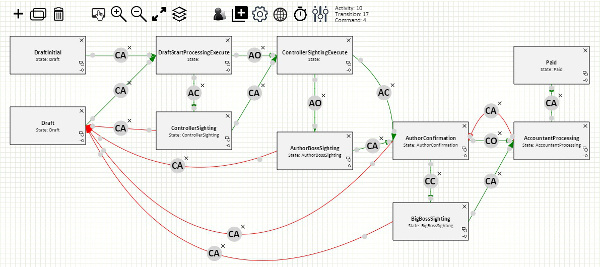 Activity: 10
Transition: 17
Command: 4
DraftInitial
State: Draft
CA
DraftStartProcessingExecute
State:
AO
ControllerSightingExecute
State:
Paid
State: Paid
CA
AC
CA
AC
AO
CA
Draft
State: Draft
CA
ControllerSighting
State: ControllerSighting
CA
AuthorBossSighting
State: AuthorBossSighting
CA
AuthorConfirmation
State: AuthorConfirmation
CO
AccountantProcessing
State: AccountantProcessing
CA
CC
CA
BigBossSighting
State: BigBossSighting
CA
CA